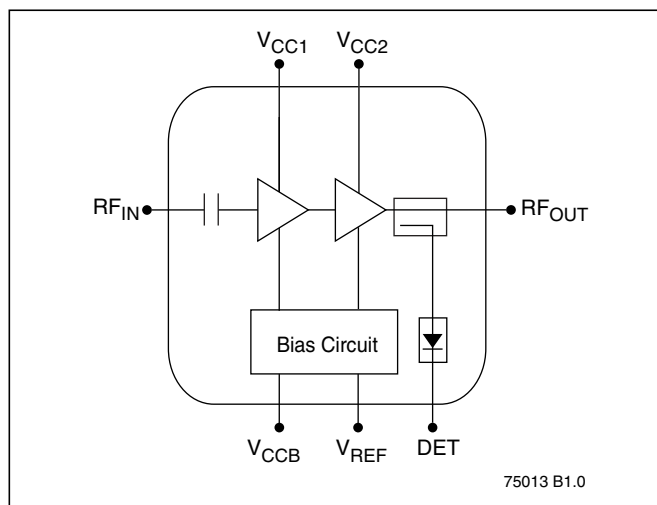 VCC1 VCC2
RFIN RFOUT
Bias Circuit
VCCB VREF DET
75013 B1.0